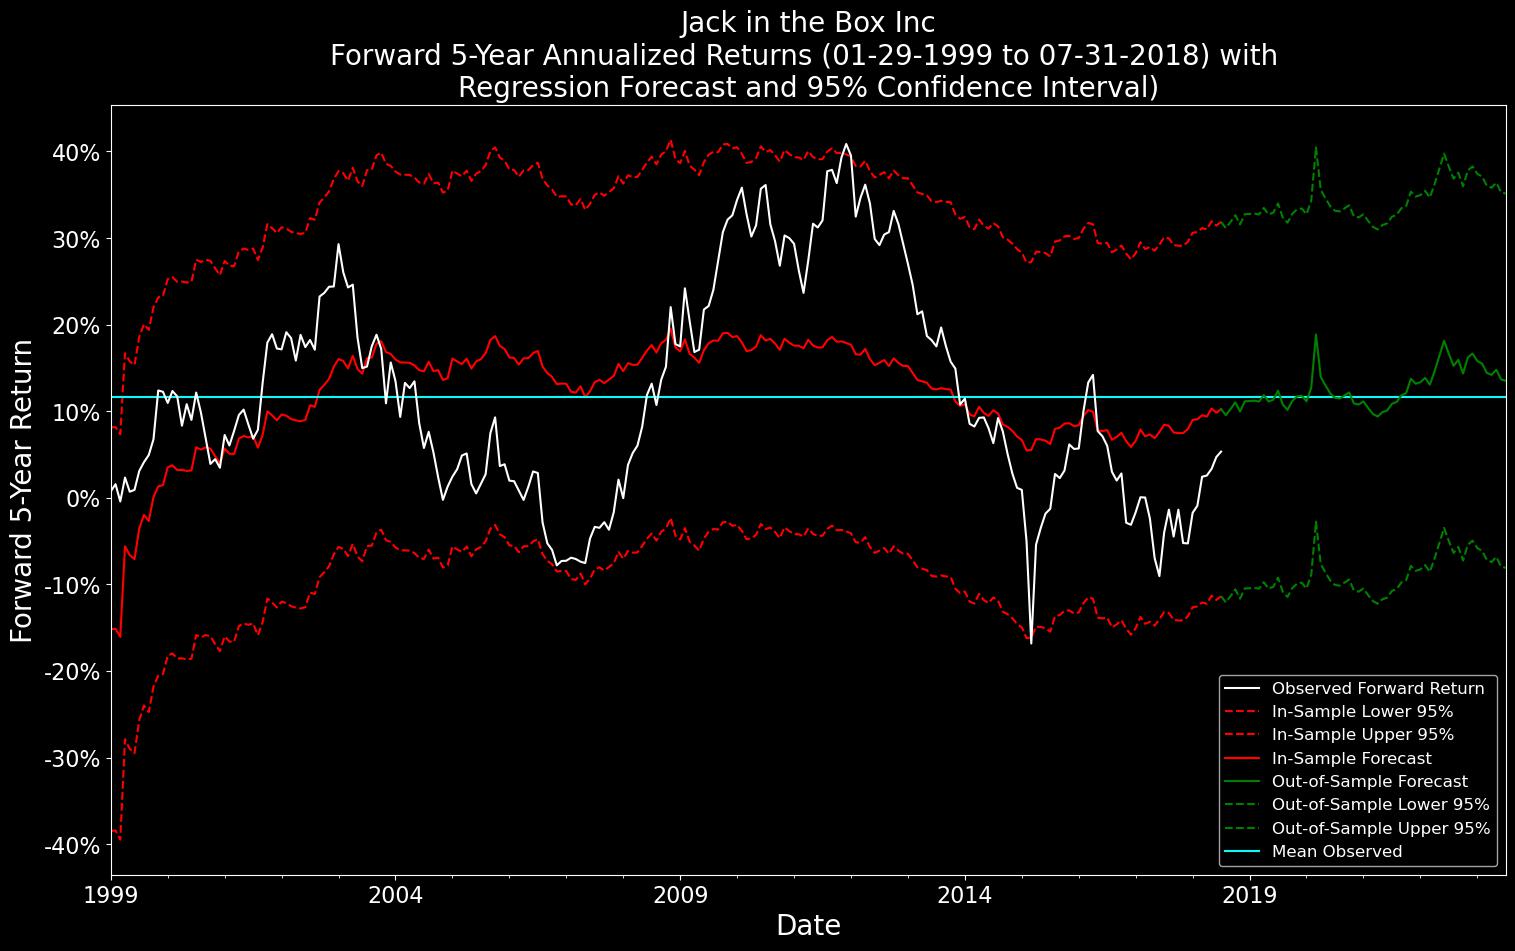 Jack in the Box Inc
Forward 5-Year Annualized Returns (01-29-1999 to 07-31-2018) with
Regression Forecast and 95% Confidence Interval)
Forward 5-Year Return
40%
30%
20%
10%
0%
-10%
-20%
-30%
-40%
Observed Forward Return
In-Sample Lower 95%
In-Sample Upper 95%
In-Sample Forecast
Out-of-Sample Forecast
Out-of-Sample Lower 95%
Out-of-Sample Upper 95%
Mean Observed
1999 2004 2009 2014 2019
Date